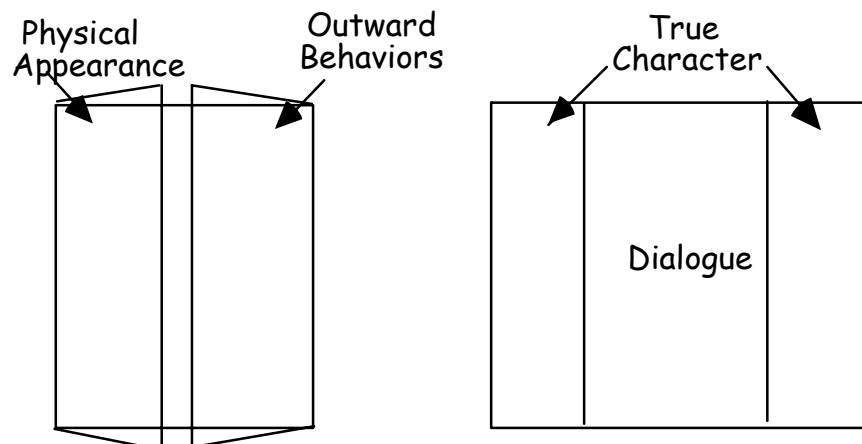 Physical
Appearance
Outward
Behaviors
True
Character
Dialogue